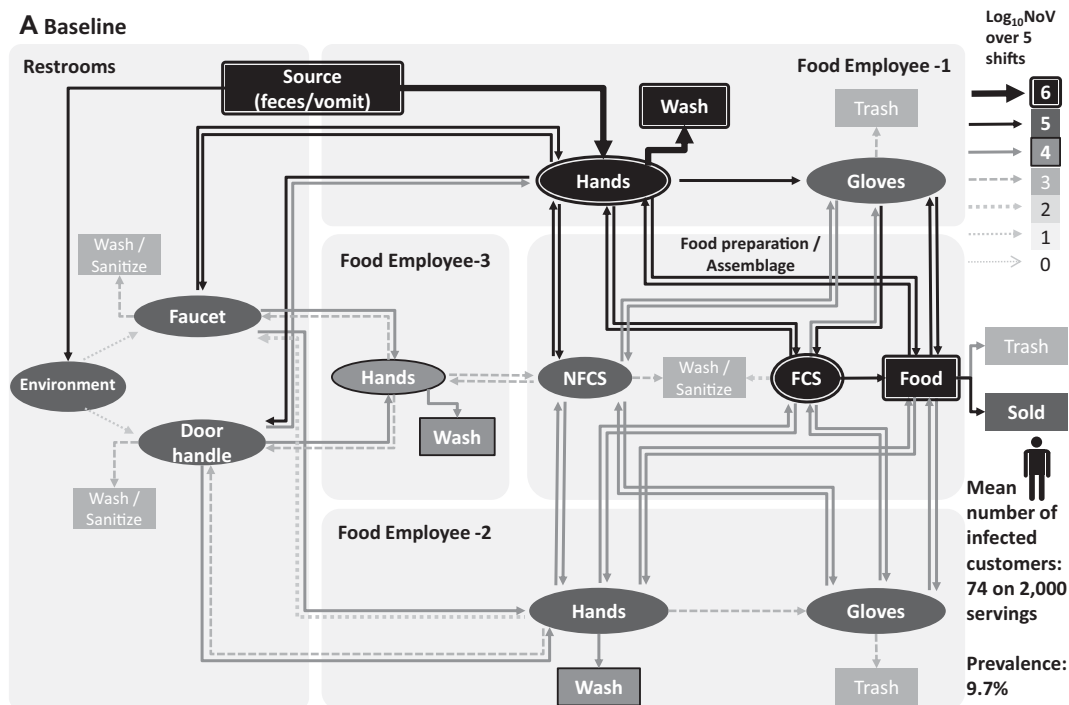 A Baseline
Restrooms
Source
(feces/vomit)
Wash
Food Employee -1
Trash
Hands
Gloves
Log₁₀NoV
over 5
shifts
6
5
4
3
2
1
0
Wash /
Sanitize
Food Employee-3
Food preparation /
Assemblage
Faucet
Environment
Hands
NFCS
Wash /
Sanitize
FCS
Food
Trash
Sold
Wash
Door
handle
Wash /
Sanitize
Food Employee -2
Hands
Gloves
Wash
Trash
Mean
number of
infected
customers:
74 on 2,000
servings
Prevalence:
9.7%